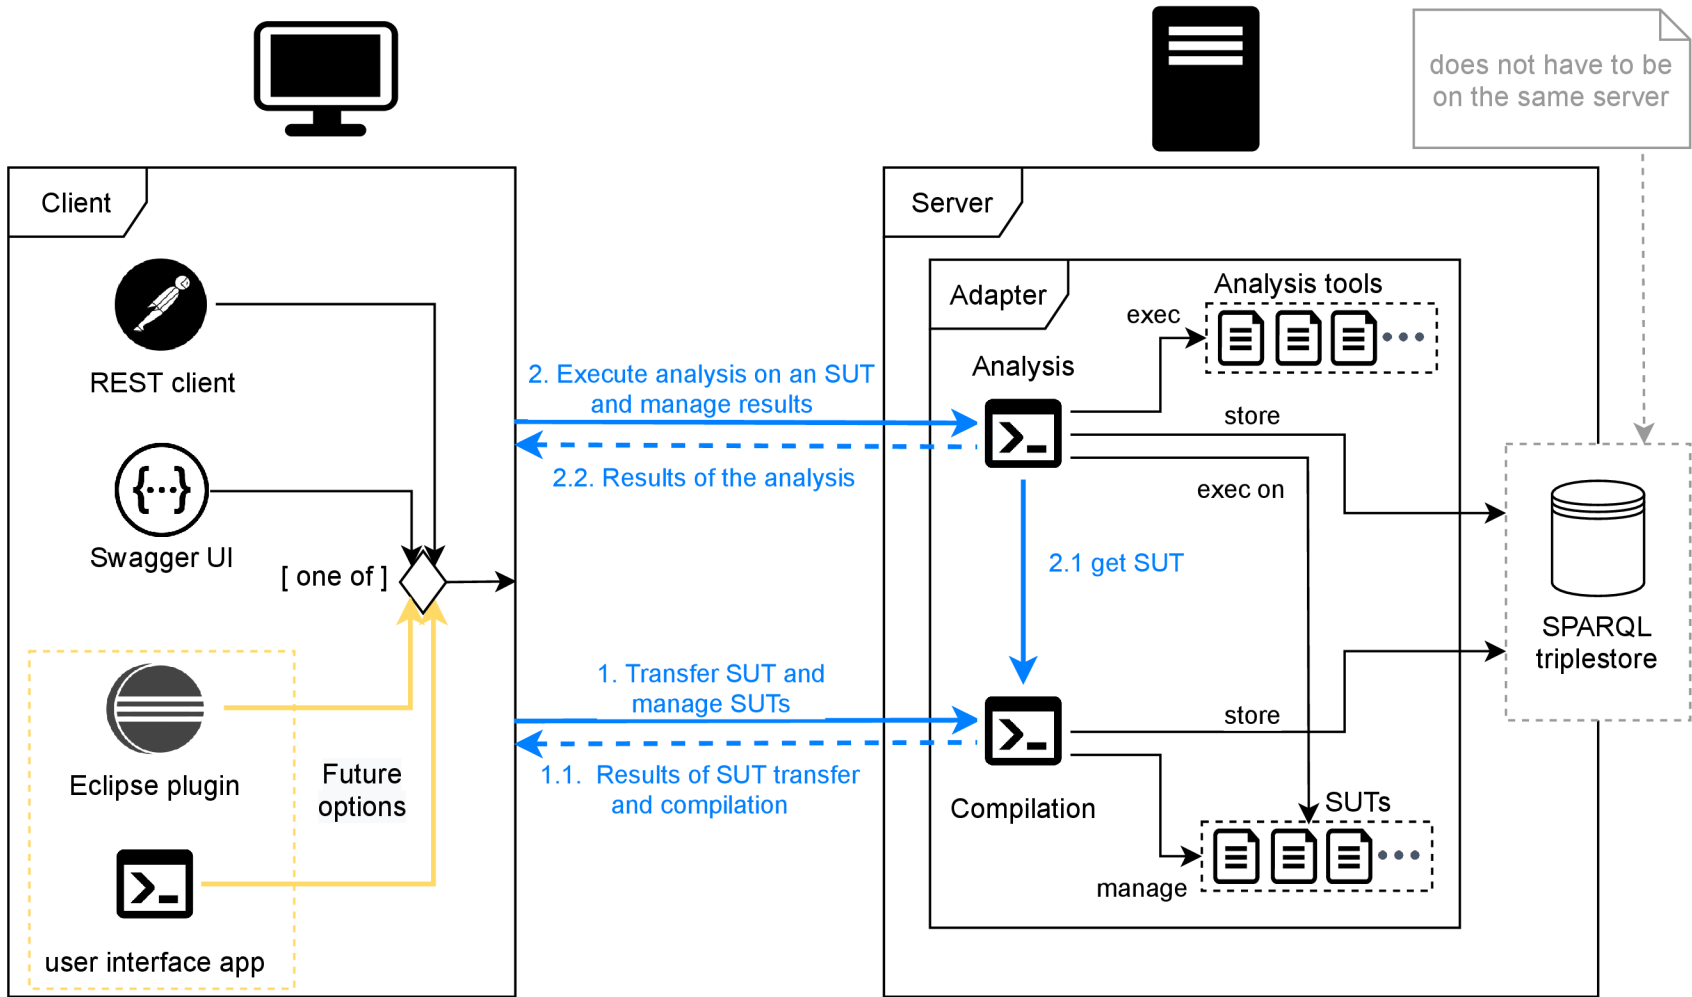 does not have to be
on the same server
Client
Server
REST client
Swagger UI
[ one of ]
Eclipse plugin
Future
options
user interface app
2. Execute analysis on an SUT
and manage results
2.2. Results of the analysis
1. Transfer SUT and
manage SUTs
1.1.  Results of SUT transfer
and compilation
Adapter
Analysis tools
exec
Analysis
store
exec on
2.1 get SUT
store
Compilation
SUTs
manage
SPARQL
triplestore